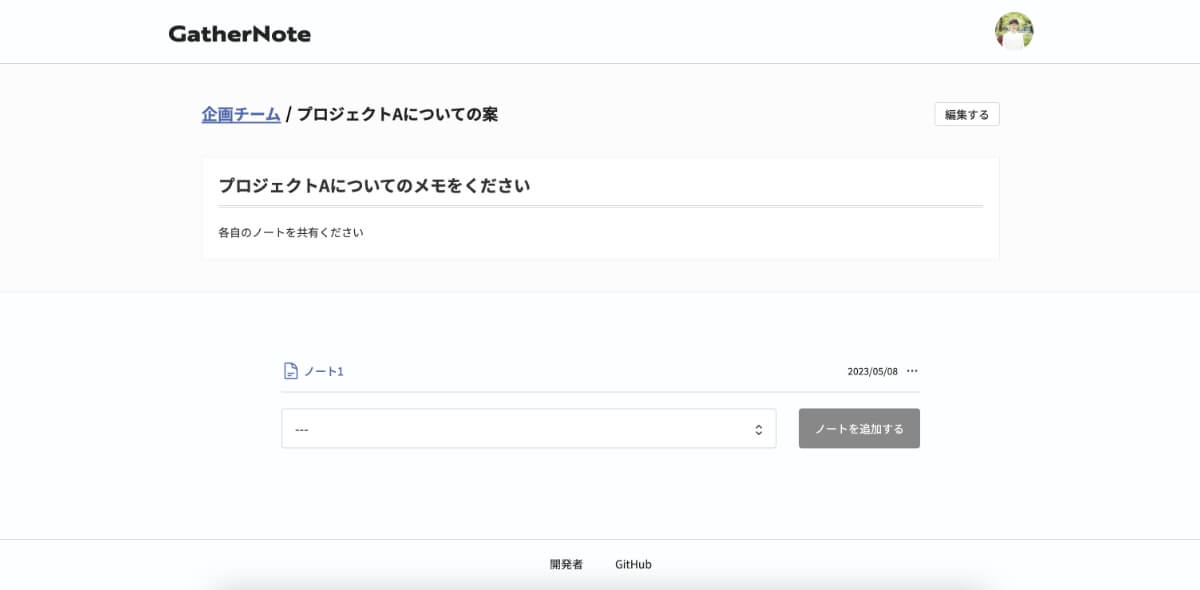 GatherNote
企画チーム / プロジェクトAについての案
編集する
プロジェクトAについてのメモをください
各自のノートを共有ください
ノート1
2023/05/08 ···
---
ノートを追加する
開発者
GitHub